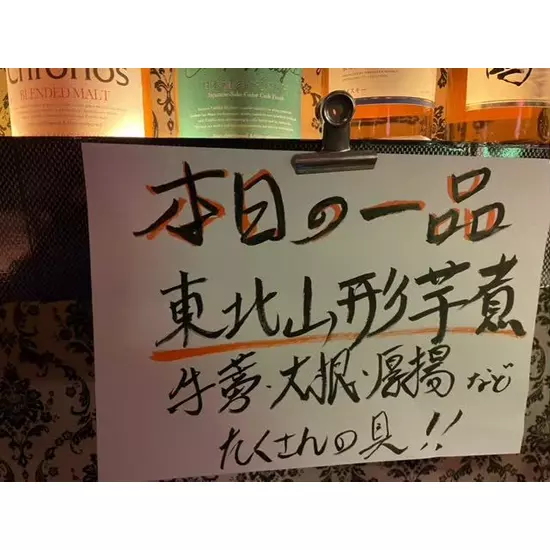 Chronos
BLENDED MALT
本日の一品
東北山形芋煮
牛蒡・大根・厚揚など
たくさんの具!!